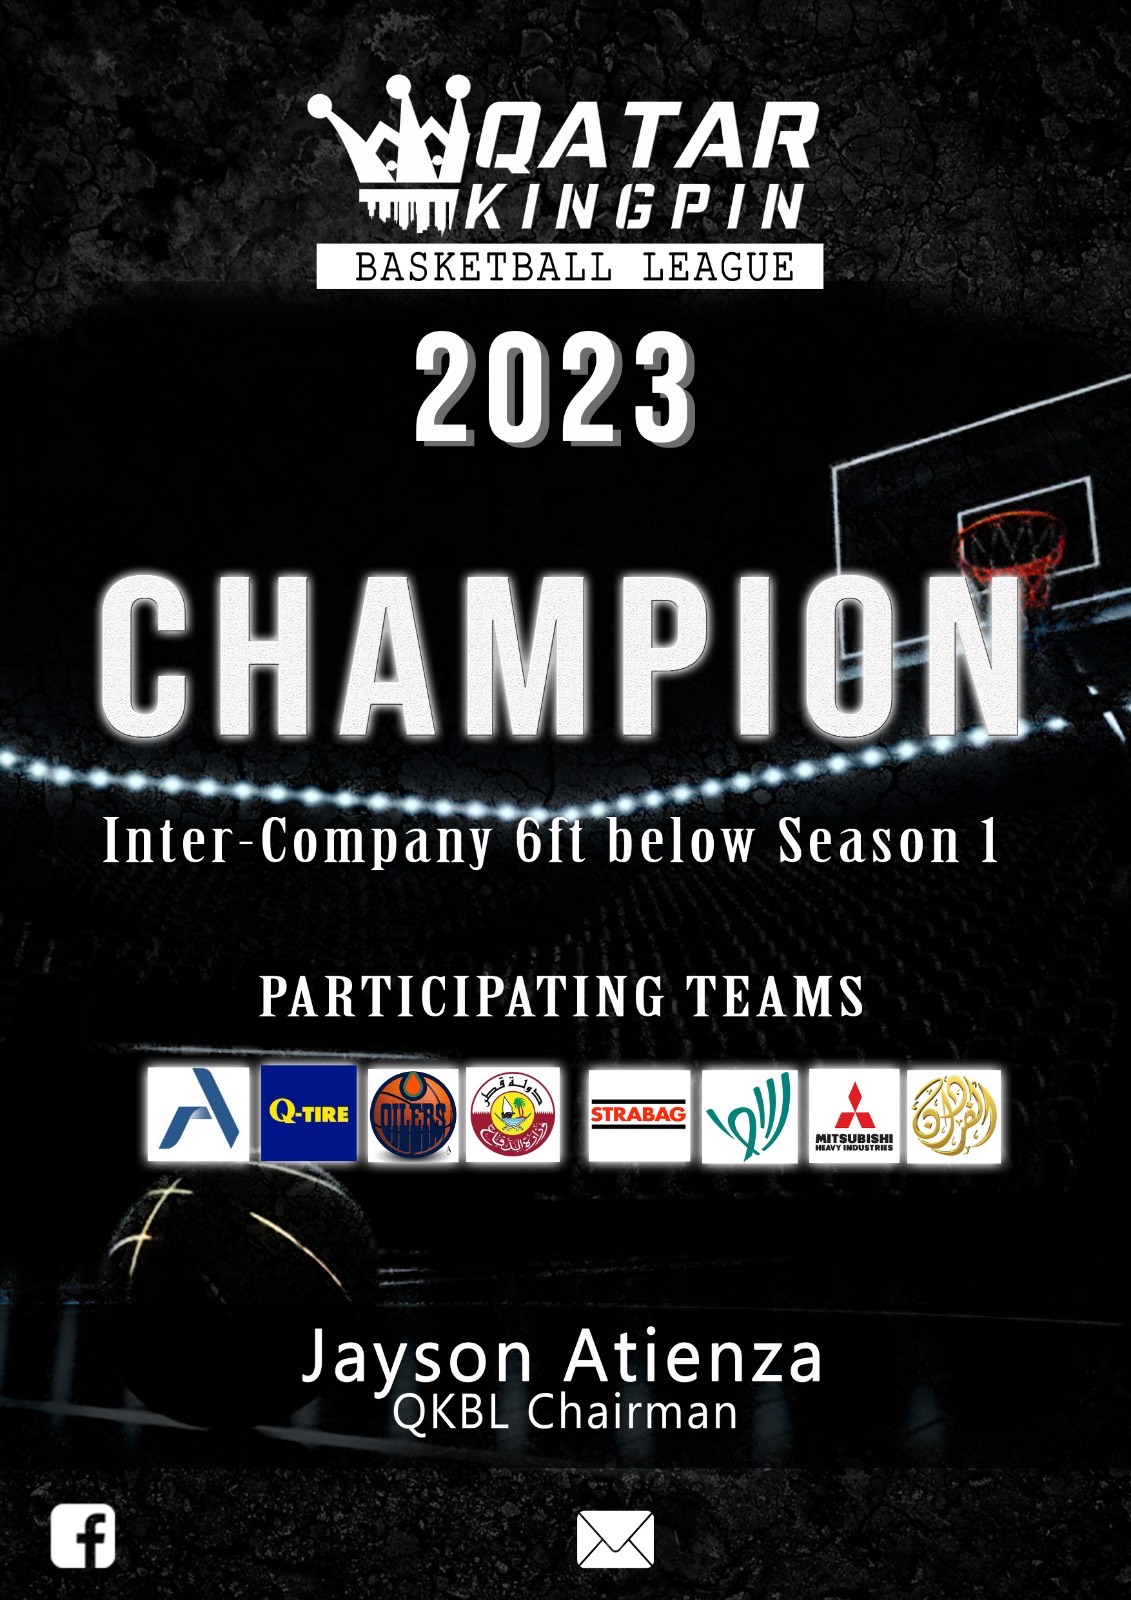 QATAR
KINGPIN
BASKETBALL LEAGUE
2023
CHAMPION
Inter-Company 6ft below Season 1
PARTICIPATING TEAMS
Q-TIRE
OILERS
دولة قطر
وزارة الدفاع
STRABAG
MITSUBISHI
HEAVY INDUSTRIES
Jayson Atienza
QKBL Chairman